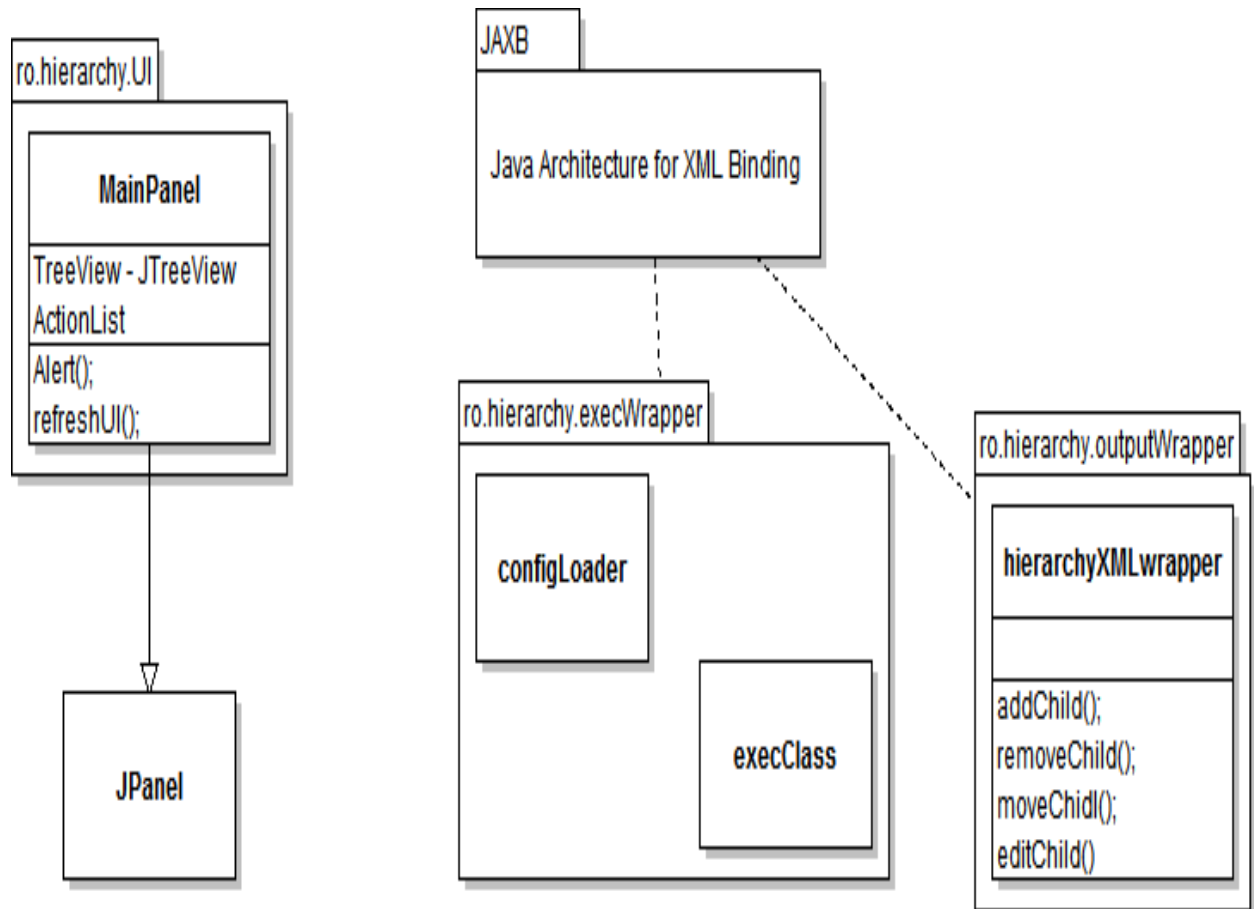 ro.hierarchy.UI
MainPanel
TreeView - JTreeView
ActionList
Alert();
refreshUI();
JPanel
JAXB
Java Architecture for XML Binding
ro.hierarchy.execWrapper
configLoader
execClass
ro.hierarchy.outputWrapper
hierarchyXMLwrapper
addChild();
removeChild();
moveChidl();
editChild()